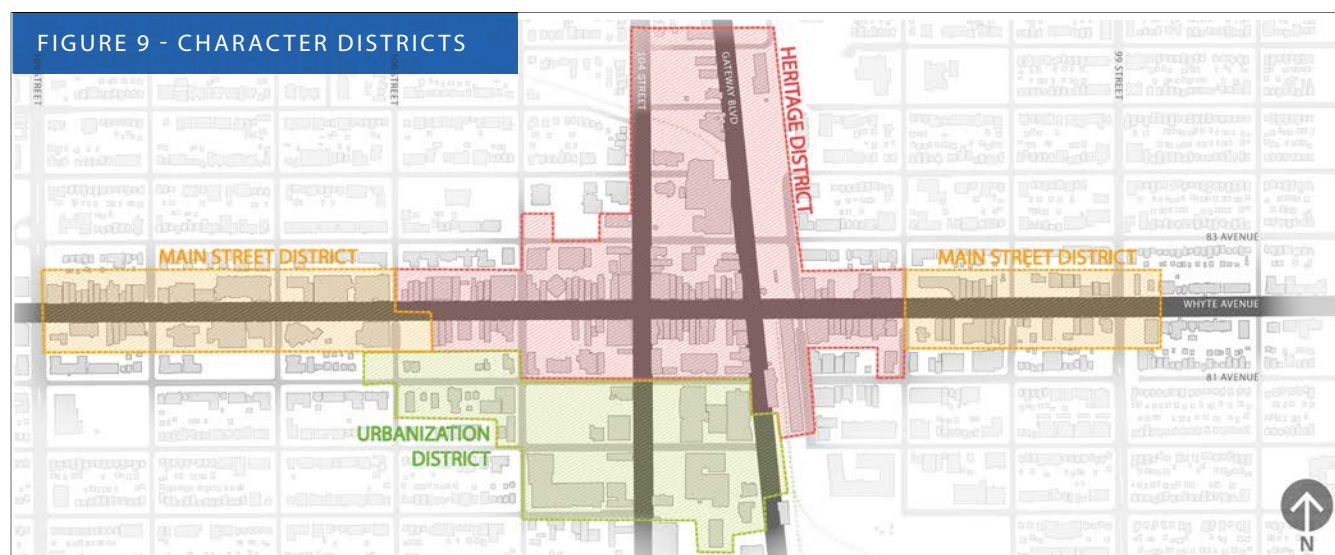 FIGURE 9 - CHARACTER DISTRICTS
104 STREET
GATEWAY BLVD
HERITAGE DISTRICT
99 STREET
83 AVENUE
MAIN STREET DISTRICT
MAIN STREET DISTRICT
WHYTE AVENUE
81 AVENUE
URBANIZATION
DISTRICT
N